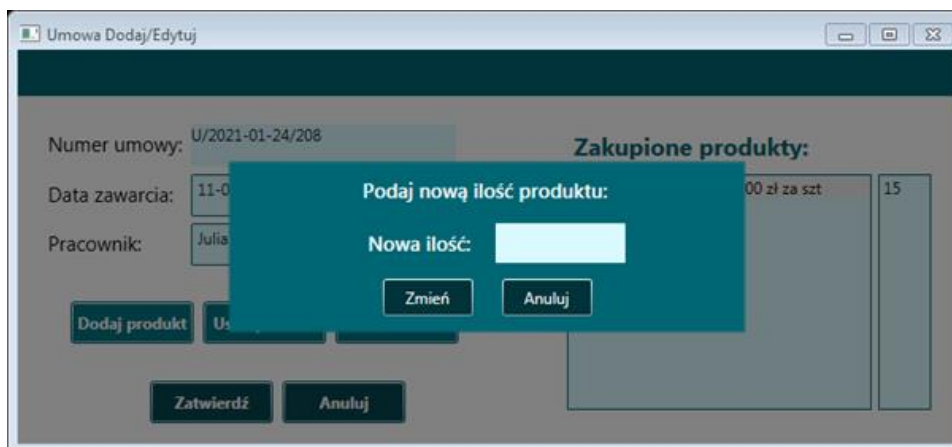 Umowa Dodaj/Edytuj
Numer umowy: U/2021-01-24/208
Zakupione produkty:
Data zawarcia: 11-0
Podaj nową ilość produktu:
00 zł za szt 15
Pracownik: Julia
Nowa ilość:
Zmień Anuluj
Dodaj produkt
Zatwierdź Anuluj